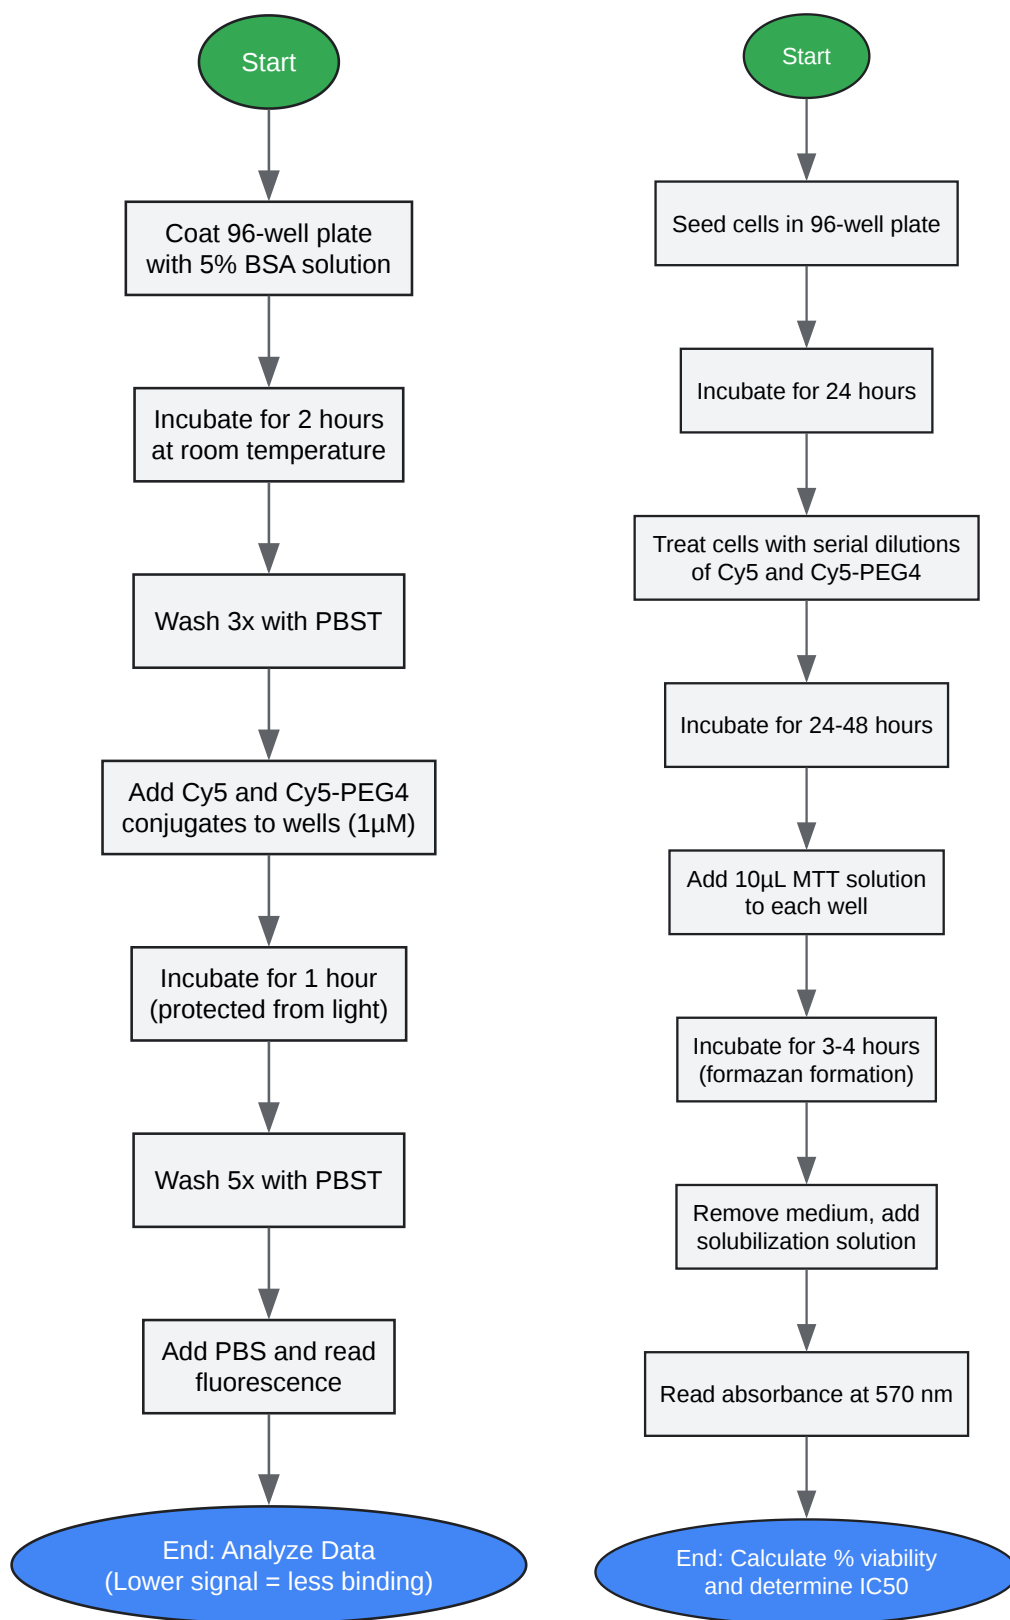 Start
Coat 96-well plate
with 5% BSA solution
Incubate for 2 hours
at room temperature
Wash 3x with PBST
Add Cy5 and Cy5-PEG4
conjugates to wells (1µM)
Incubate for 1 hour
(protected from light)
Wash 5x with PBST
Add PBS and read
fluorescence
End: Analyze Data
(Lower signal = less binding)
Start
Seed cells in 96-well plate
Incubate for 24 hours
Treat cells with serial dilutions
of Cy5 and Cy5-PEG4
Incubate for 24-48 hours
Add 10µL MTT solution
to each well
Incubate for 3-4 hours
(formazan formation)
Remove medium, add
solubilization solution
Read absorbance at 570 nm
End: Calculate % viability
and determine IC50